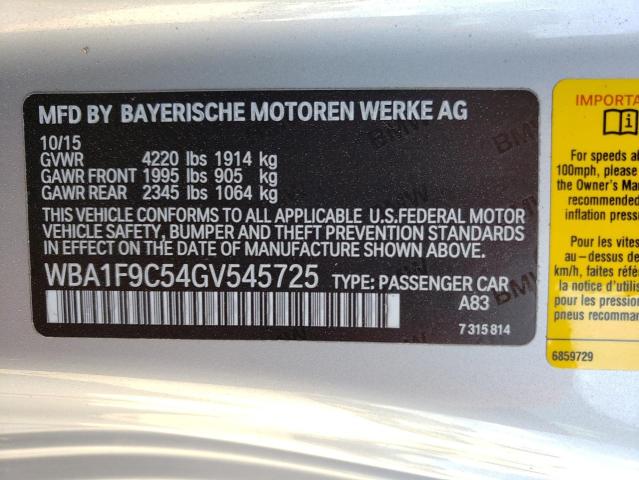 MFD BY BAYERISCHE MOTOREN WERKE AG
10/15
GVWR 4220 lbs 1914 kg
GAWR FRONT 1995 lbs 905 kg
GAWR REAR 2345 lbs 1064 kg
THIS VEHICLE CONFORMS TO ALL APPLICABLE U.S.FEDERAL MOTOR
VEHICLE SAFETY, BUMPER AND THEFT PREVENTION STANDARDS
IN EFFECT ON THE DATE OF MANUFACTURE SHOWN ABOVE.
WBA1F9C54GV545725 TYPE: PASSENGER CAR
A83
7 315 814
IMPORTA
For speeds al
100mph, please
the Owner's Ma
recommended
inflation pressu
Pour les vites
au-dessus de
km/h, faites réfé
la notice d'utilis
pour les pression
pneus recommand
6859729